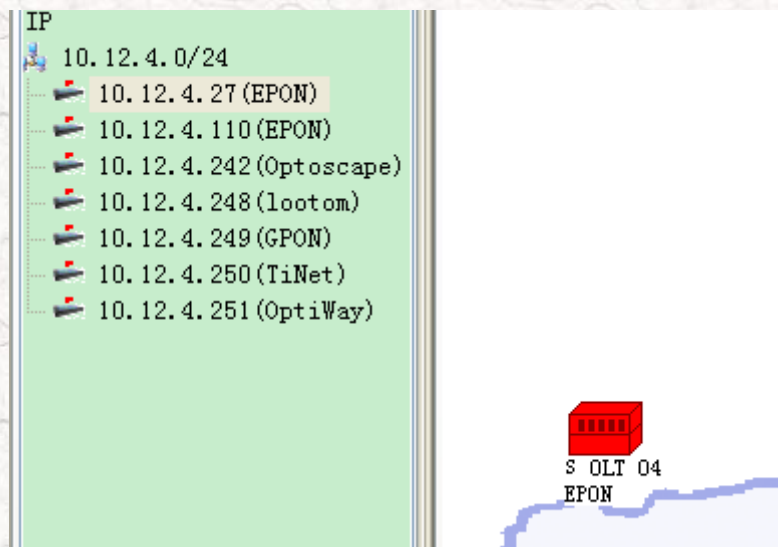 IP
10.12.4.0/24
10.12.4.27(EPON)
10.12.4.110(EPON)
10.12.4.242(Optoscape)
10.12.4.248(lootom)
10.12.4.249(GPON)
10.12.4.250(TiNet)
10.12.4.251(OptiWay)
S OLT 04
EPON